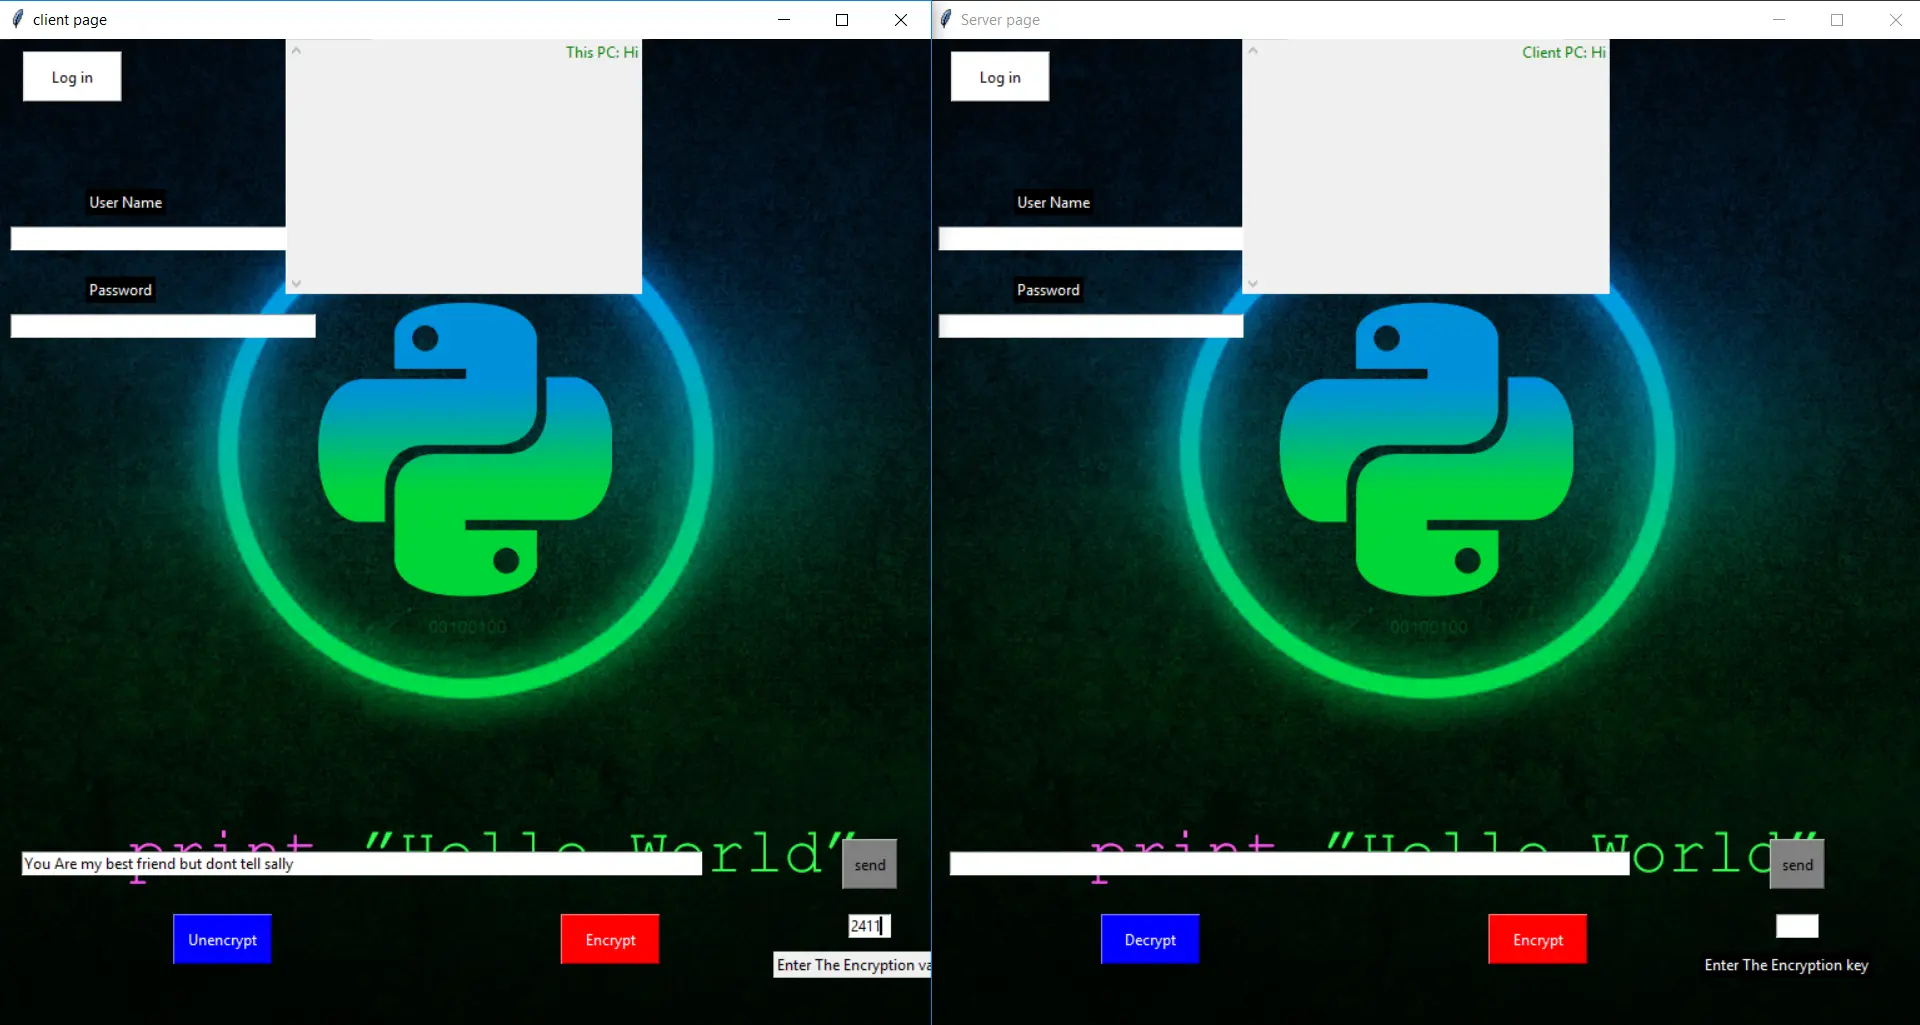 client page
Log in
This PC: Hi
User Name
Password
00100100
print "Hello World"
You Are my best friend but dont tell sally
send
Unencrypt
Encrypt
2411
Enter The Encryption va
Server page
Log in
Client PC: Hi
User Name
Password
00100100
print "Hello World"
send
Decrypt
Encrypt
Enter The Encryption key